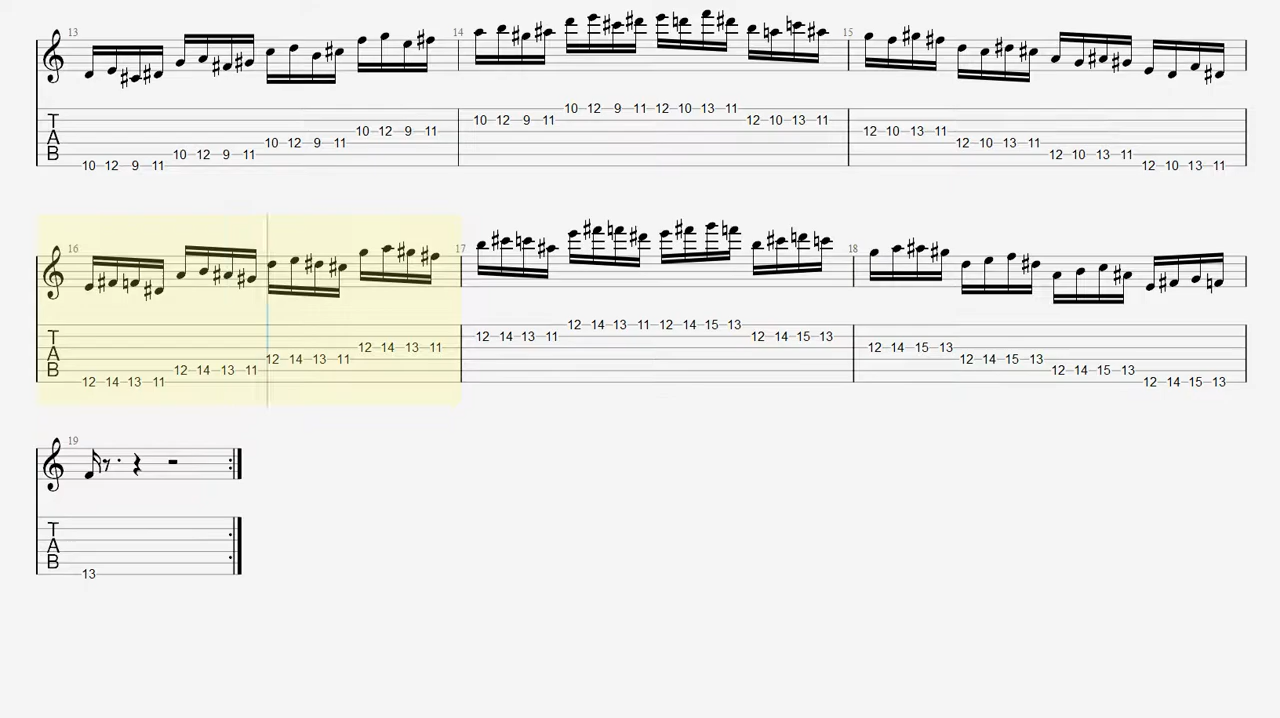 13 14 15
10 12 9 11 12 10 13 11
T 10 12 9 11 12 10 13 11
10 12 9 11 12 10 13 11
A 10 12 9 11 12 10 13 11
B 10 12 9 11 12 10 13 11
10 12 9 11 12 10 13 11
16 17 18
12 14 13 11 12 14 15 13
T 12 14 13 11 12 14 15 13
12 14 13 11 12 14 15 13
A 12 14 13 11 12 14 15 13
B 12 14 13 11 12 14 15 13
12 14 13 11 12 14 15 13
19
T
A
B
13